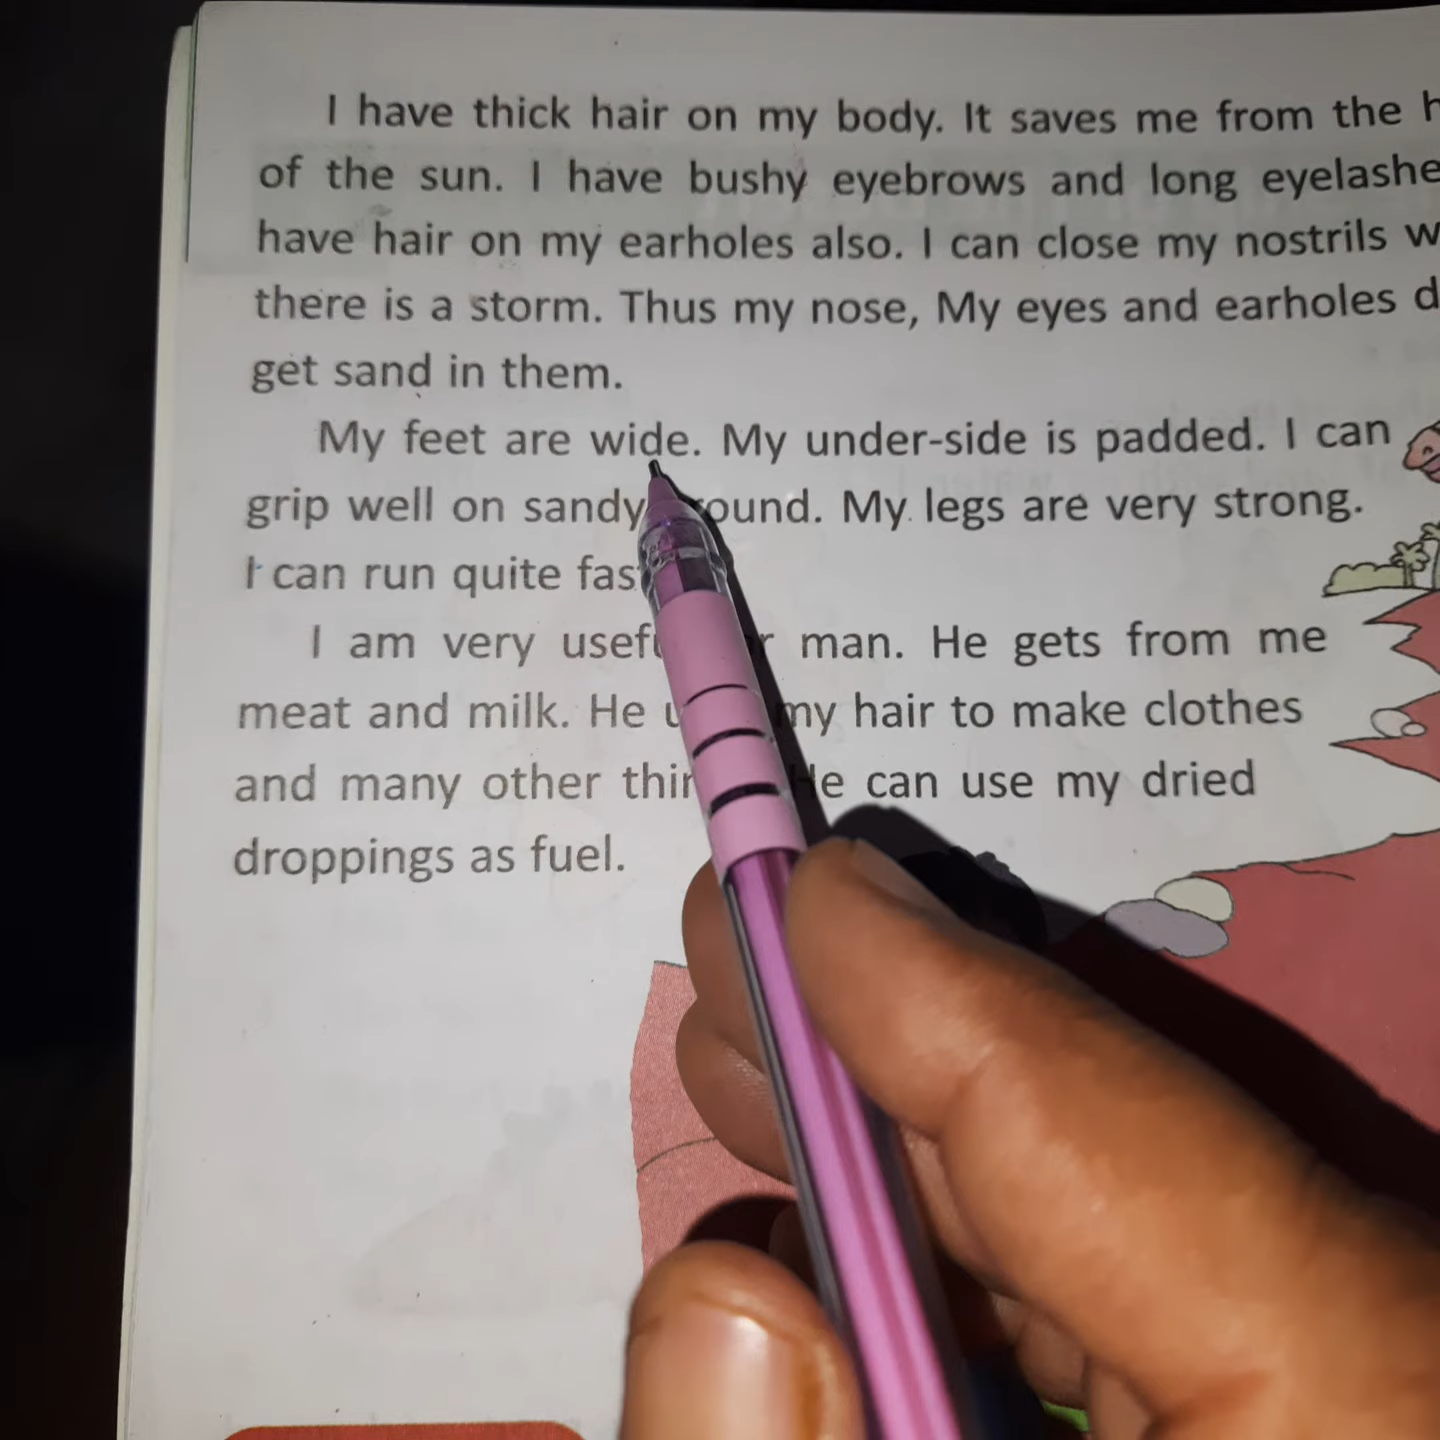 I have thick hair on my body. It saves me from the
of the sun. I have bushy eyebrows and long
have hair on my earholes also. I can close my nostrils
there is a storm. Thus my nose, My eyes and earholes
get sand in them.
My feet are wide. My under-side is padded. I can
grip well on sandy round. My legs are very strong.
I can run quite
I am very man. He gets from me
meat and milk. He my hair to make clothes
and many other He can use my dried
droppings as fuel.